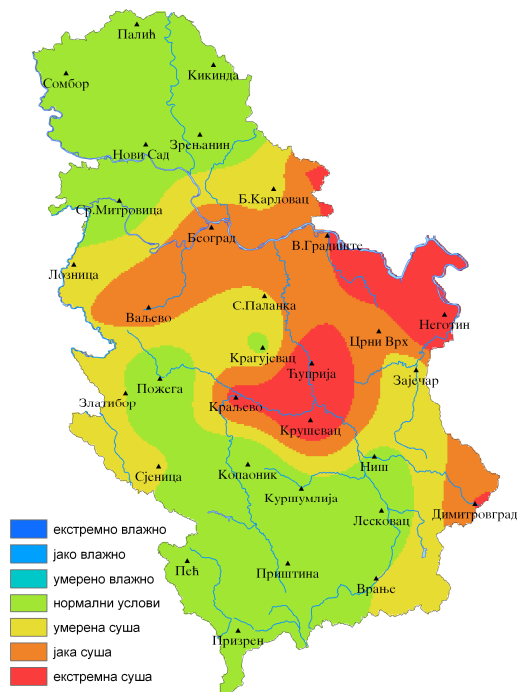 Палић
Сомбор
Кикинда
Зрењанин
Нови Сад
Б.Карловац
Ср.Митровица
Београд
В.Градиште
Лозница
С.Паланка
Ваљево
Неготин
Црни Врх
Крагујевац
Ћуприја
Зајечар
Пожега
Златибор
Краљево
Крушевац
Ниш
Сјеница
Копаоник
Куршумлија
Лесковац
Димитровград
екстремно влажно
јако влажно
Пећ
Приштина
умерено влажно
Врање
нормални услови
умерена суша
Призрен
јака суша
екстремна суша